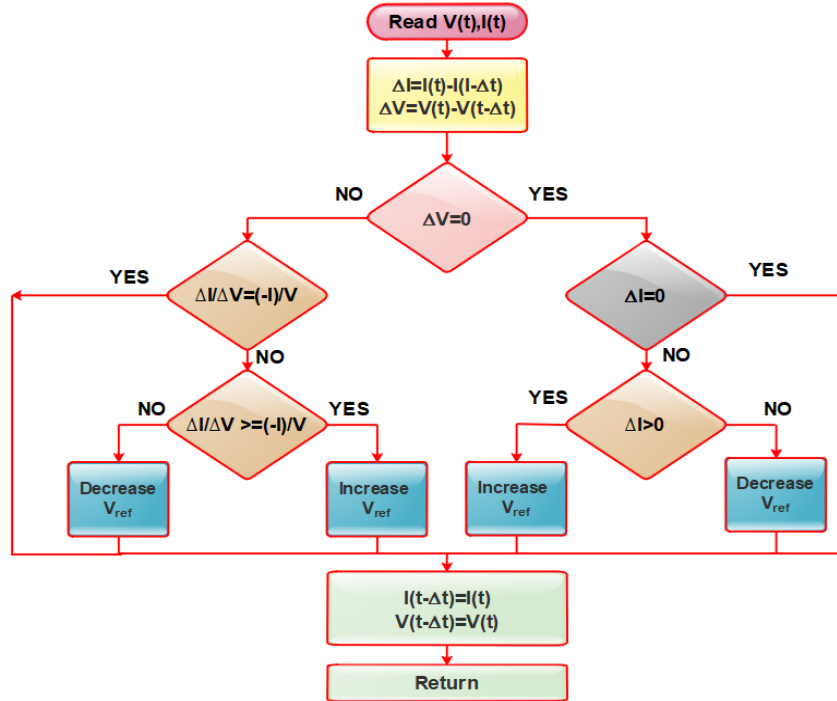 Read V(t),I(t)
ΔI=I(t)-I(I-Δt)
ΔV=V(t)-V(t-Δt)
NO
YES
ΔV=0
YES
YES
ΔI/ΔV=(-I)/V
ΔI=0
NO
NO
NO
YES
YES
NO
ΔI/ΔV >=(-I)/V
ΔI>0
Decrease
Vref
Increase
Vref
Increase
Vref
Decrease
Vref
I(t-Δt)=I(t)
V(t-Δt)=V(t)
Return